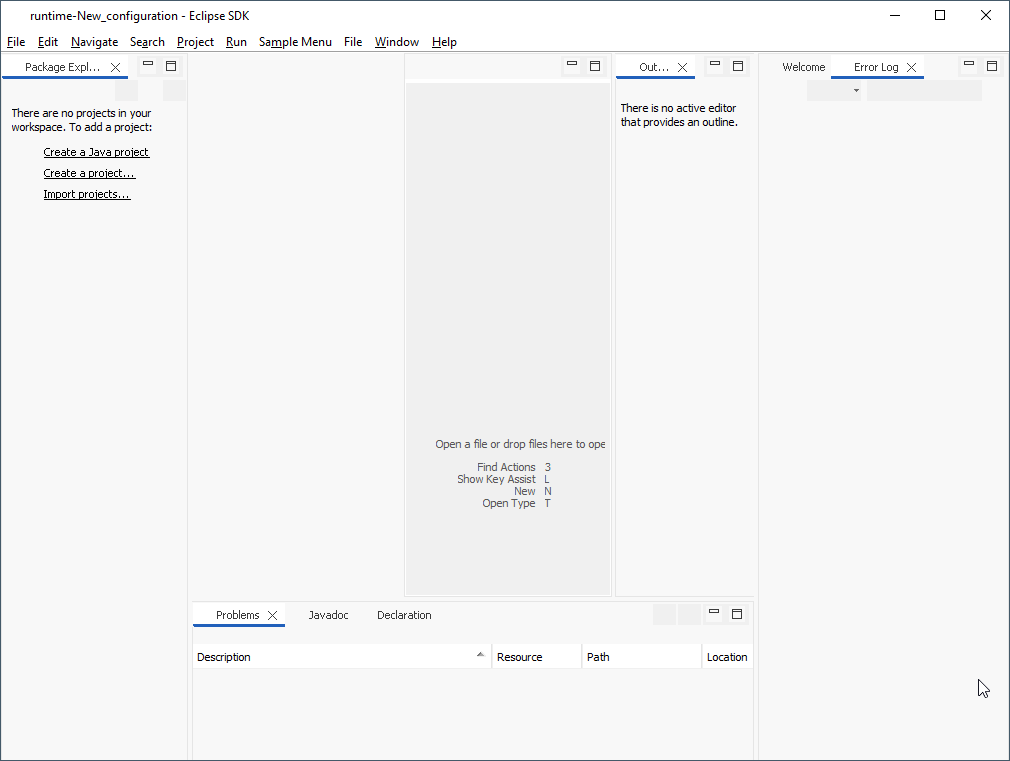 runtime-New_configuration - Eclipse SDK
File Edit Navigate Search Project Run Sample Menu File Window Help
Package Expl...
Out...
Welcome
Error Log
There are no projects in your
workspace. To add a project:
Create a Java project
Create a project...
Import projects...
There is no active editor
that provides an outline.
Open a file or drop files here to ope
Find Actions 3
Show Key Assist L
New N
Open Type T
Problems
Javadoc
Declaration
Description
Resource
Path
Location